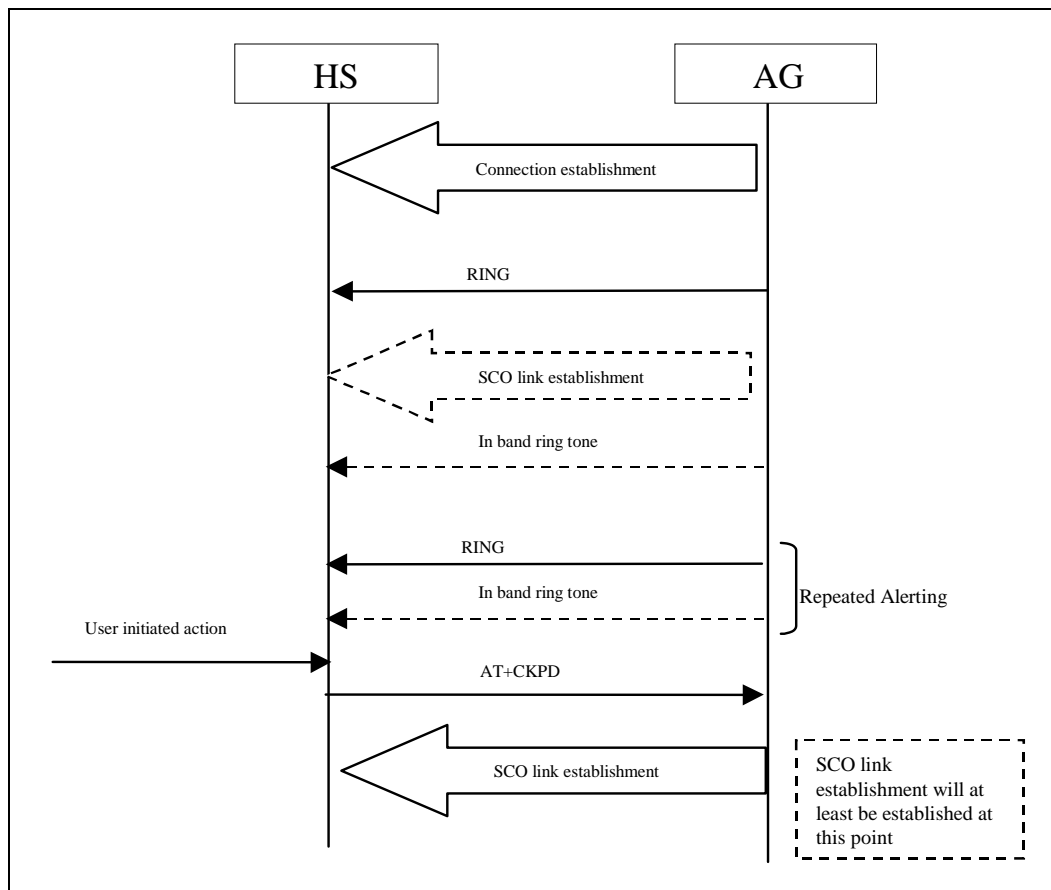 HS
AG
Connection establishment
RING
SCO link establishment
In band ring tone
RING
In band ring tone
Repeated Alerting
User initiated action
AT+CKPD
SCO link establishment
SCO link
establishment will at
least be established at
this point